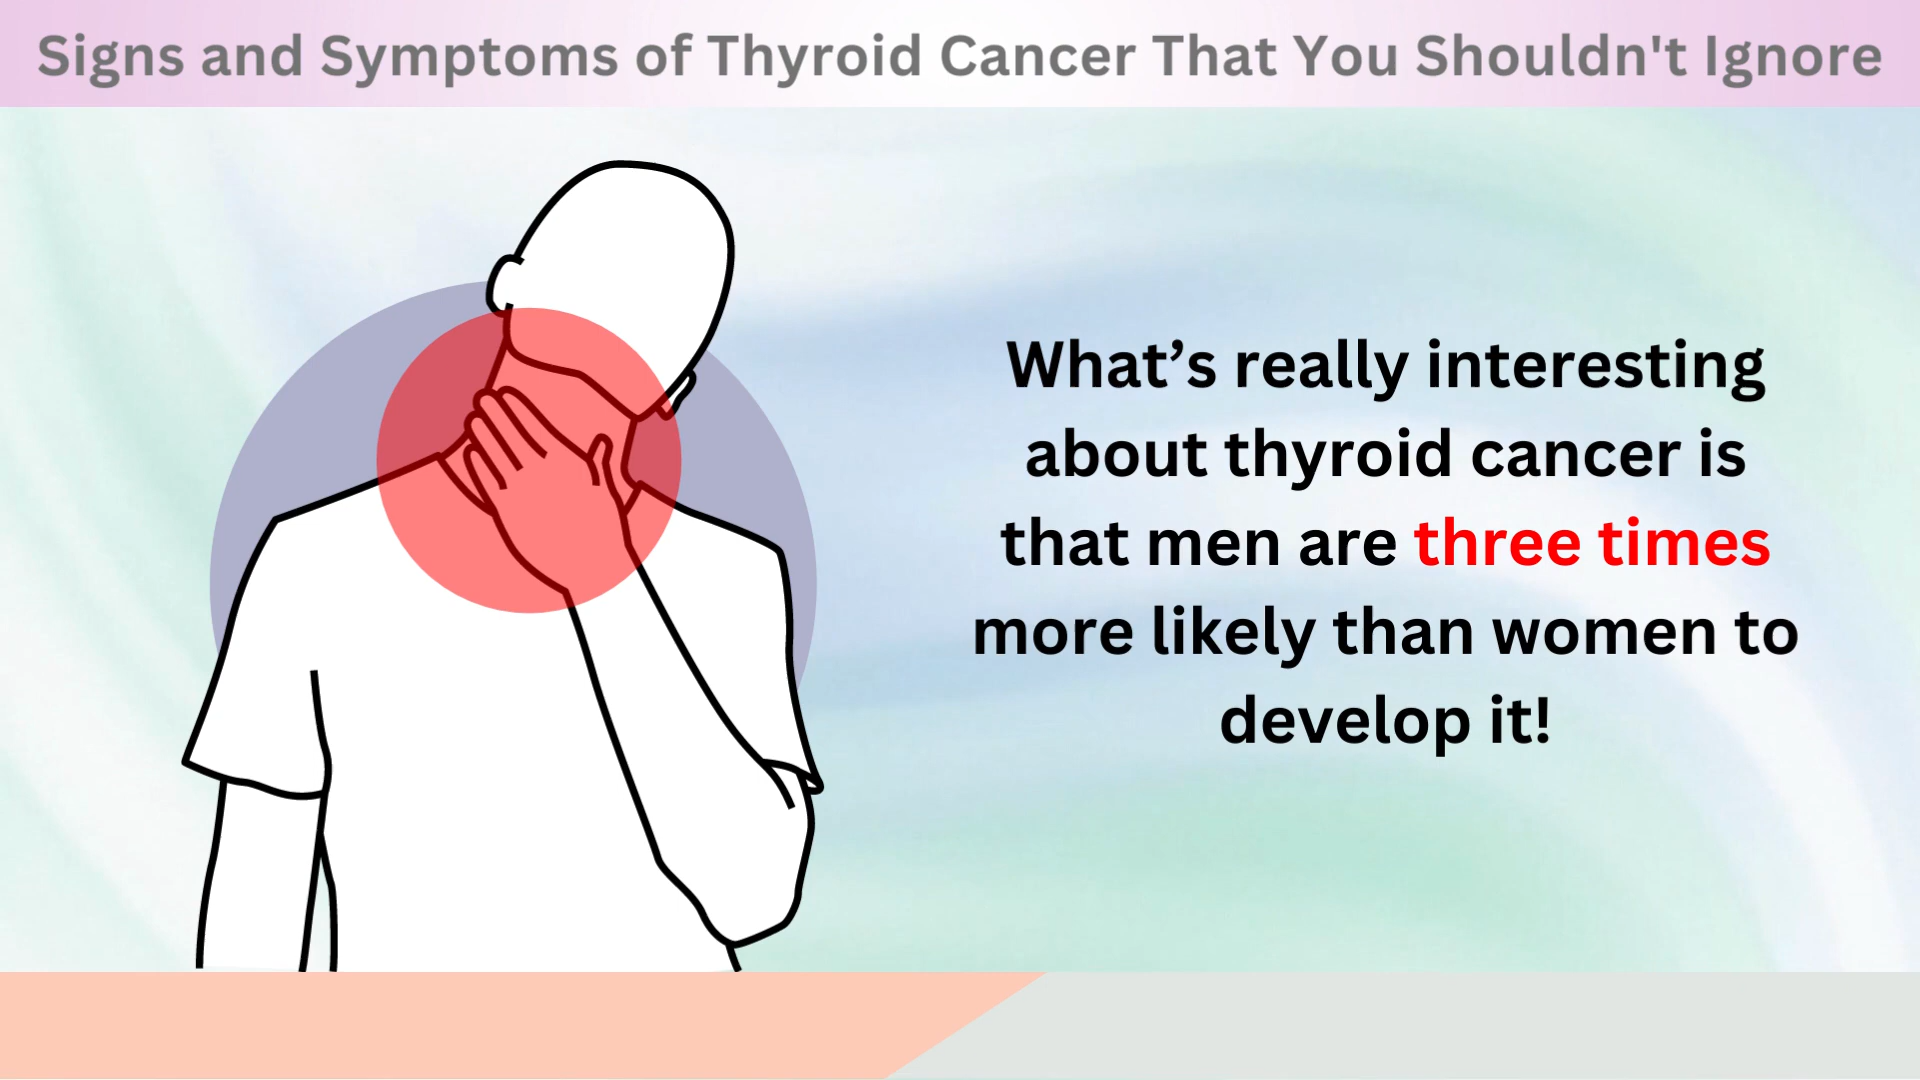 Signs and Symptoms of Thyroid Cancer That You Shouldn't Ignore
What’s really interesting
about thyroid cancer is
that men are three times
more likely than women to
develop it!